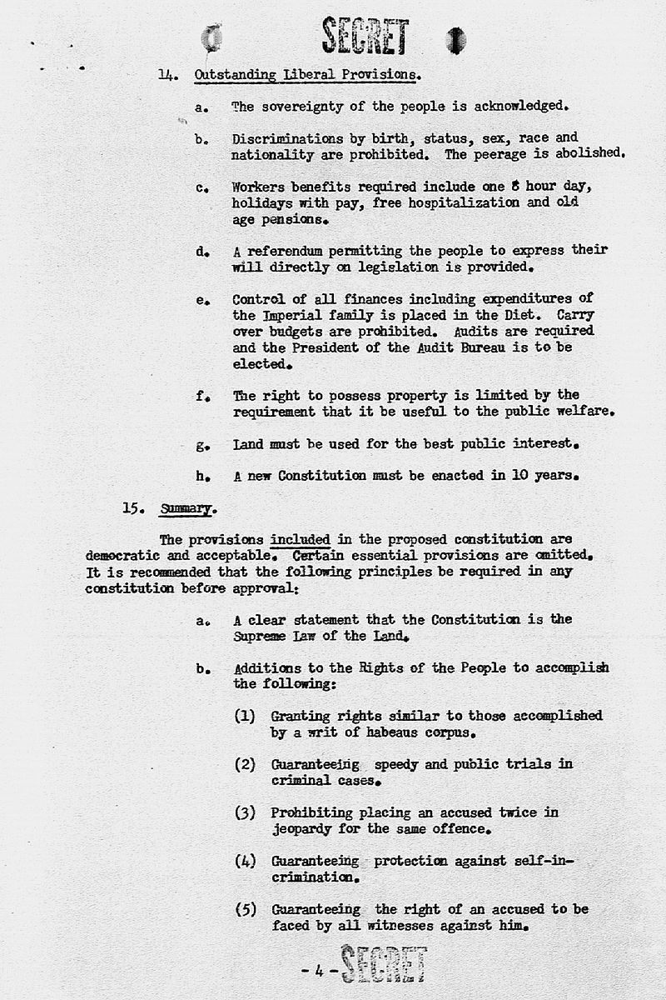 SECRET
14. Outstanding Liberal Provisions.
a. The sovereignty of the people is acknowledged.
b. Discriminations by birth, status, sex, race and
nationality are prohibited. The peerage is abolished.
c. Workers benefits required include one 8 hour day,
holidays with pay, free hospitalization and old
age pensions.
d. A referendum permitting the people to express their
will directly on legislation is provided.
e. Control of all finances including expenditures of
the Imperial family is placed in the Diet. Carry
over budgets are prohibited. Audits are required
and the President of the Audit Bureau is to be
elected.
f. The right to possess property is limited by the
requirement that it be useful to the public welfare.
g. Land must be used for the best public interest.
h. A new Constitution must be enacted in 10 years.
15. Summary.
The provisions included in the proposed constitution are
democratic and acceptable. Certain essential provisions are omitted.
It is recommended that the following principles be required in any
constitution before approval:
a. A clear statement that the Constitution is the
Supreme Law of the Land.
b. Additions to the Rights of the People to accomplish
the following:
(1) Granting rights similar to those accomplished
by a writ of habeaus corpus.
(2) Guaranteeing speedy and public trials in
criminal cases.
(3) Prohibiting placing an accused twice in
jeopardy for the same offence.
(4) Guaranteeing protection against self-in-
crimination.
(5) Guaranteeing the right of an accused to be
faced by all witnesses against him.
- 4 - SECRET